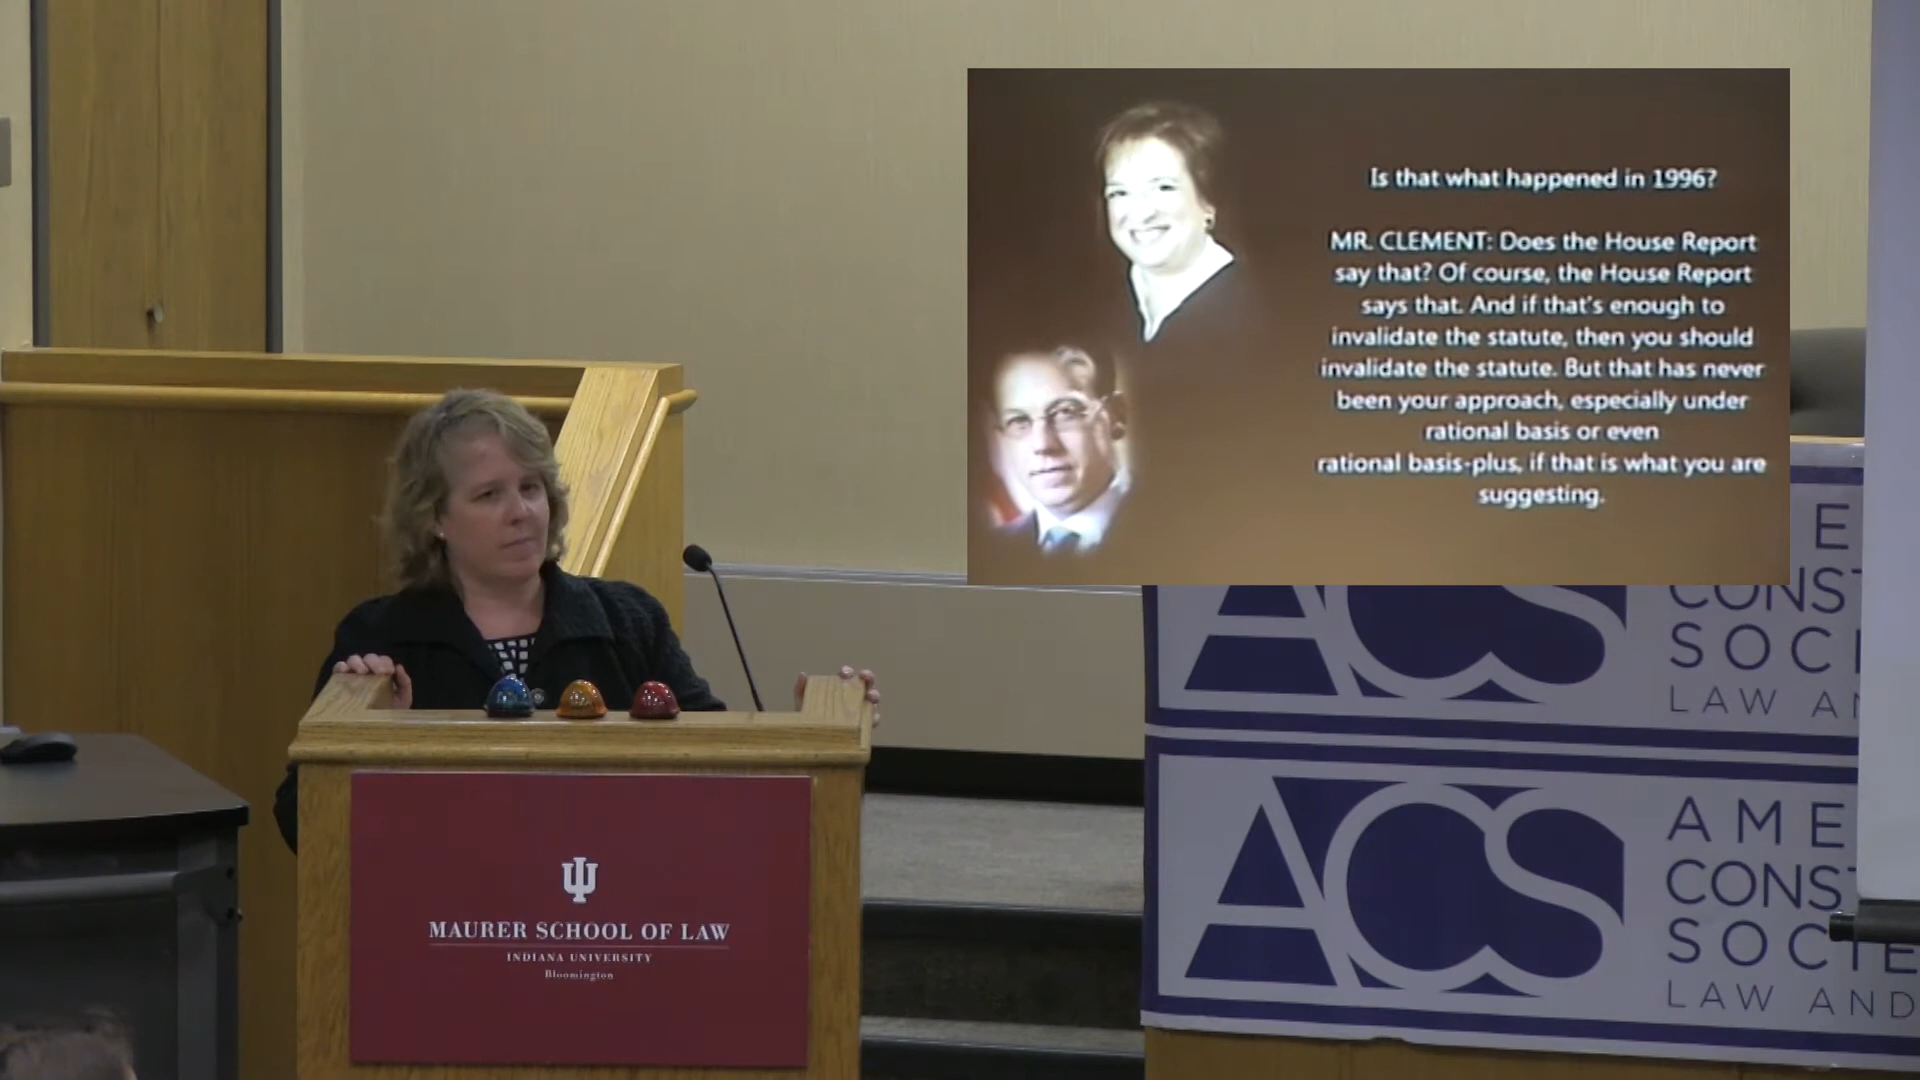 Is that what happened in 1996?
MR. CLEMENT: Does the House Report
say that? Of course, the House Report
says that. And if that's enough to
invalidate the statute, then you should
invalidate the statute. But that has never
been your approach, especially under
rational basis or even
rational basis-plus, if that is what you are
suggesting.
E
CONST
SOCI
LAW AN
ACS
ACS
AME
CONST
SOCIE
LAW AND
MAURER SCHOOL OF LAW
INDIANA UNIVERSITY
Bloomington